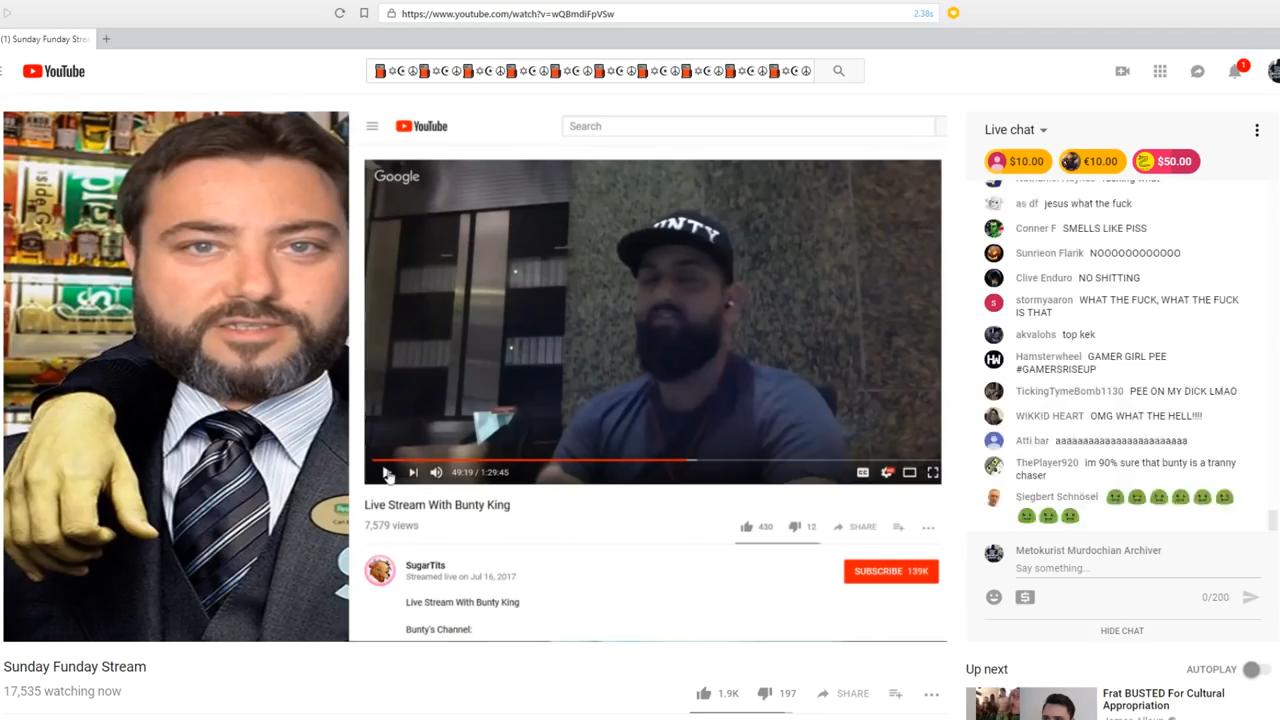 https://www.youtube.com/watch?v=wQBmdiFpVSw
2.38s
(1) Sunday Funday Stre
YouTube
1
YouTube
Search
Google
UNTY
49:19 / 1:29:45
Live Stream With Bunty King
7,579 views
430
12
SHARE
SugarTits
Streamed live on Jul 16, 2017
SUBSCRIBE 139K
Live Stream With Bunty King
Bunty's Channel:
Sunday Funday Stream
17,535 watching now
1.9K
197
SHARE
Live chat
$10.00
€10.00
$50.00
as df jesus what the fuck
Conner F SMELLS LIKE PISS
Sunrieon Flarik NOOOOOOOOOOO
Clive Enduro NO SHITTING
stormyaaron WHAT THE FUCK, WHAT THE FUCK
IS THAT
akvalohs top kek
Hamsterwheel GAMER GIRL PEE
#GAMERSRISEUP
TickingTymeBomb1130 PEE ON MY DICK LMAO
WIKKID HEART OMG WHAT THE HELL!!!!
Atti bar aaaaaaaaaaaaaaaaaaaaaaaa
ThePlayer920 im 90% sure that bunty is a tranny
chaser
Siegbert Schnösel
Metokurist Murdochian Archiver
Say something...
0/200
HIDE CHAT
Up next
AUTOPLAY
Frat BUSTED For Cultural
Appropriation